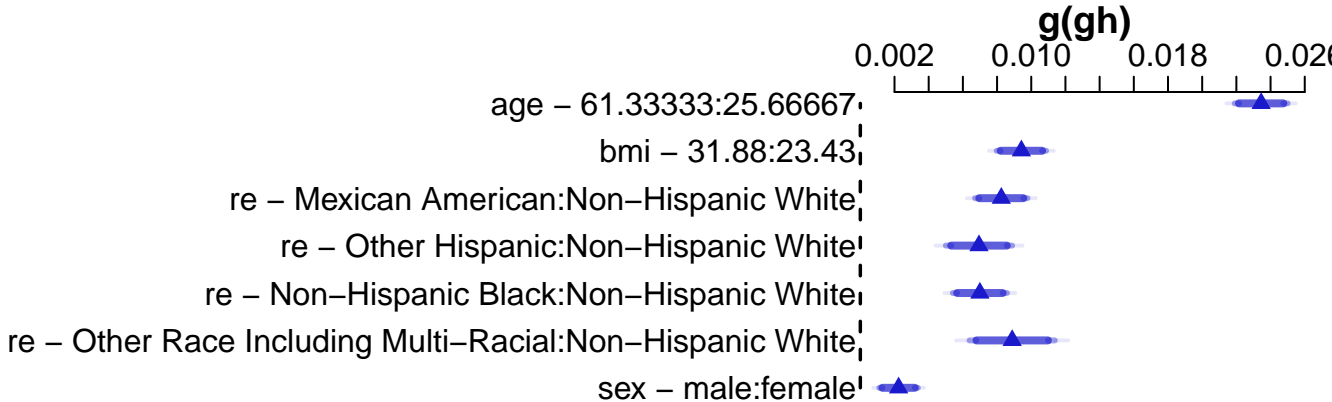 g(gh)
0.002 0.010 0.018 0.026
age − 61.33333:25.66667
bmi − 31.88:23.43
re − Mexican American:Non−Hispanic White
re − Other Hispanic:Non−Hispanic White
re − Non−Hispanic Black:Non−Hispanic White
re − Other Race Including Multi−Racial:Non−Hispanic White
sex − male:female